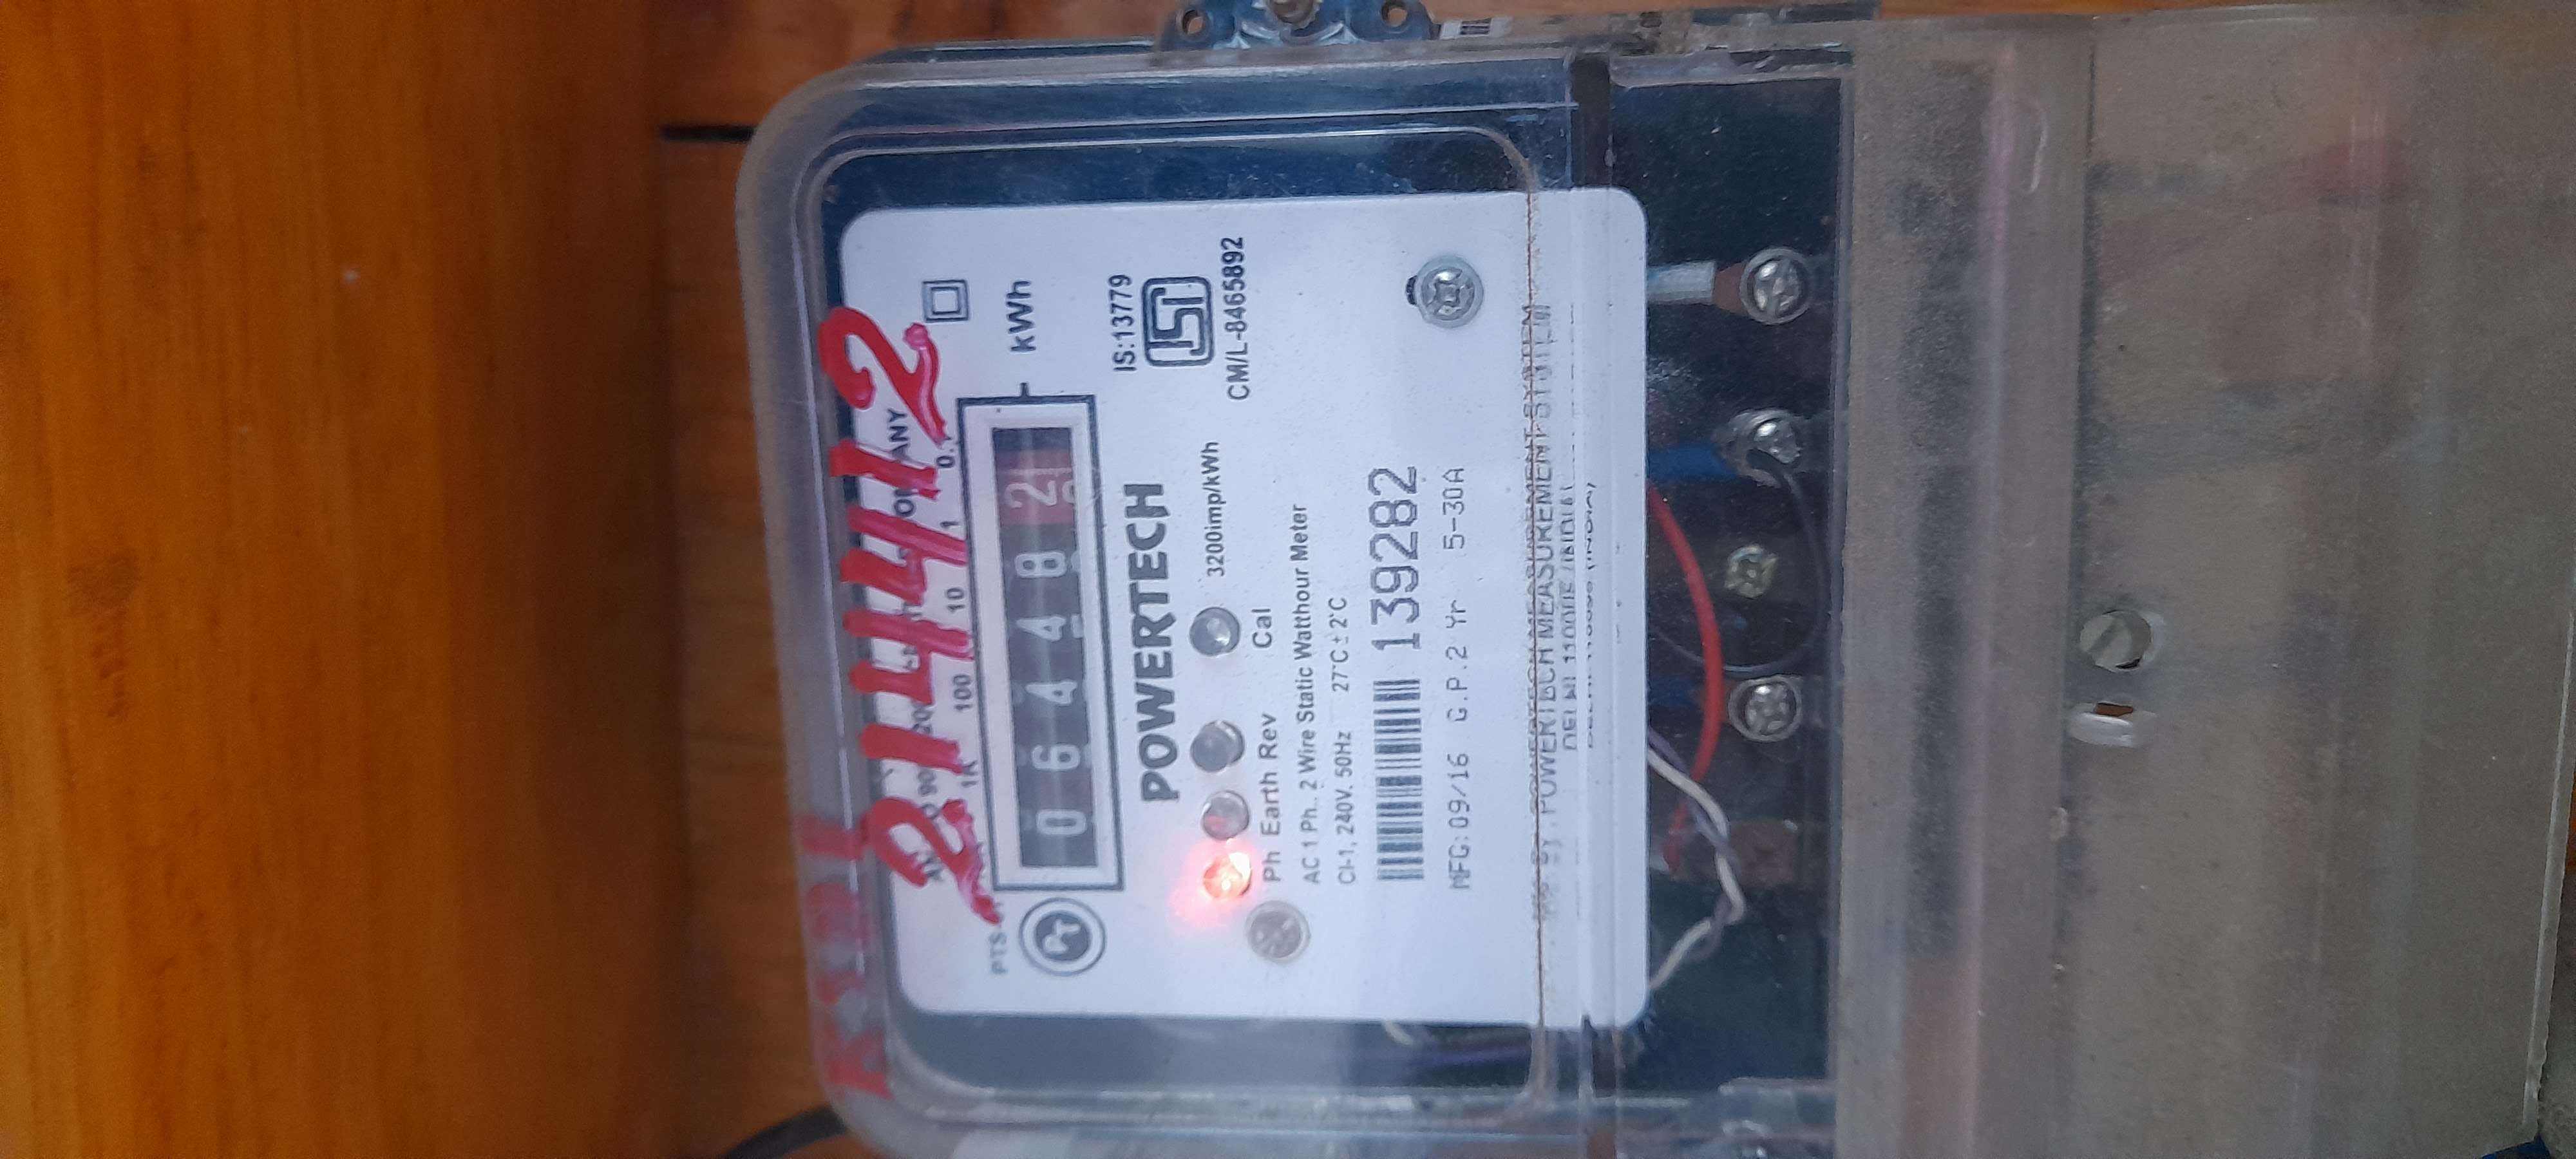 21442
kWh
1K 100 10 1 0.1
0 6 4 4 8 2
POWERTECH
IS:13779
ISI
CM/L-8465892
3200imp/kWh
Ph Earth Rev Cal
AC 1 Ph.. 2 Wire Static Watthour Meter
Cl-1, 240V. 50Hz 27°C±2°C
139282
MFG:09/16 G.P.2 Yr 5-30A
POWERTECH MEASUREMENT